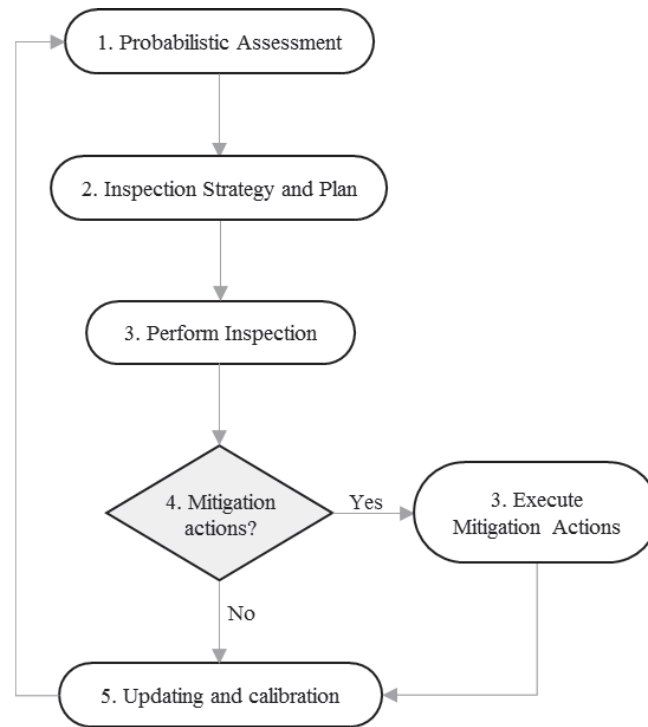 1. Probabilistic Assessment
2. Inspection Strategy and Plan
3. Perform Inspection
4. Mitigation
actions?
Yes
3. Execute
Mitigation Actions
No
5. Updating and calibration